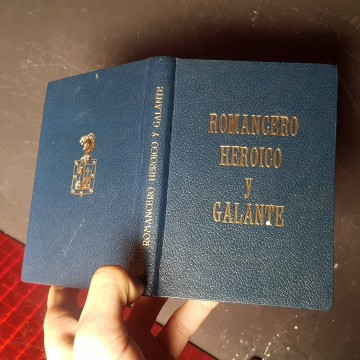 ROMANCERO
HEROICO
y
GALANTE
ROMANCERO HEROICO Y GALANTE